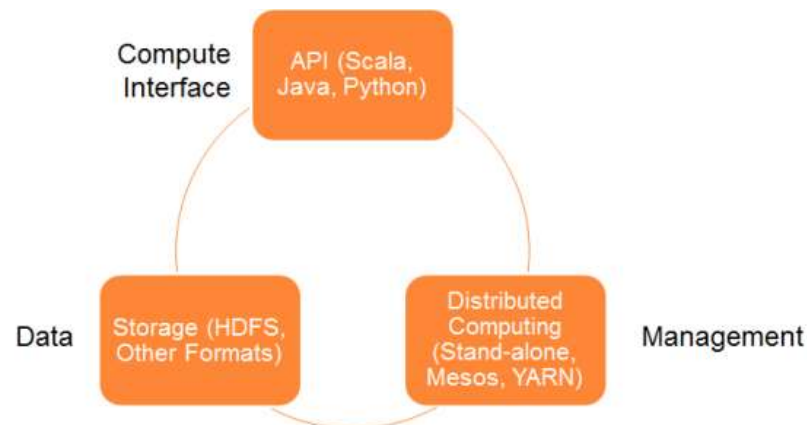 Compute
Interface
API (Scala,
Java, Python)
Data
Storage (HDFS,
Other Formats)
Distributed
Computing
(Stand-alone,
Mesos, YARN)
Management